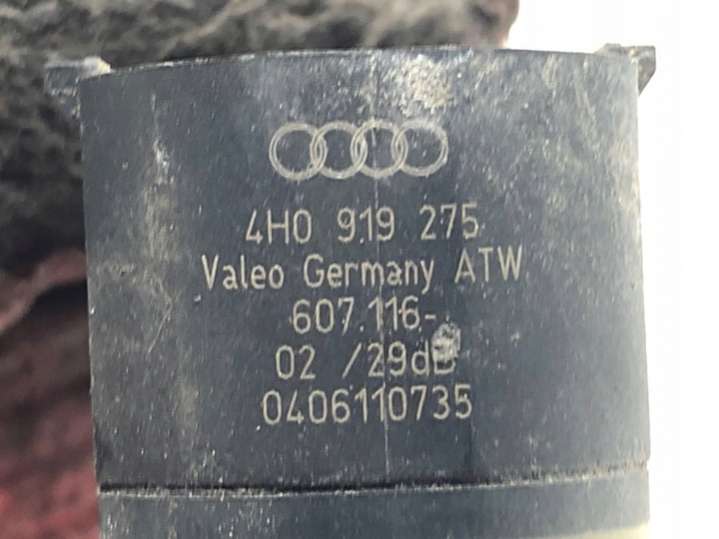 4H0 919 275
Valeo Germany ATW
607.116-
02 /29dB
0406110735